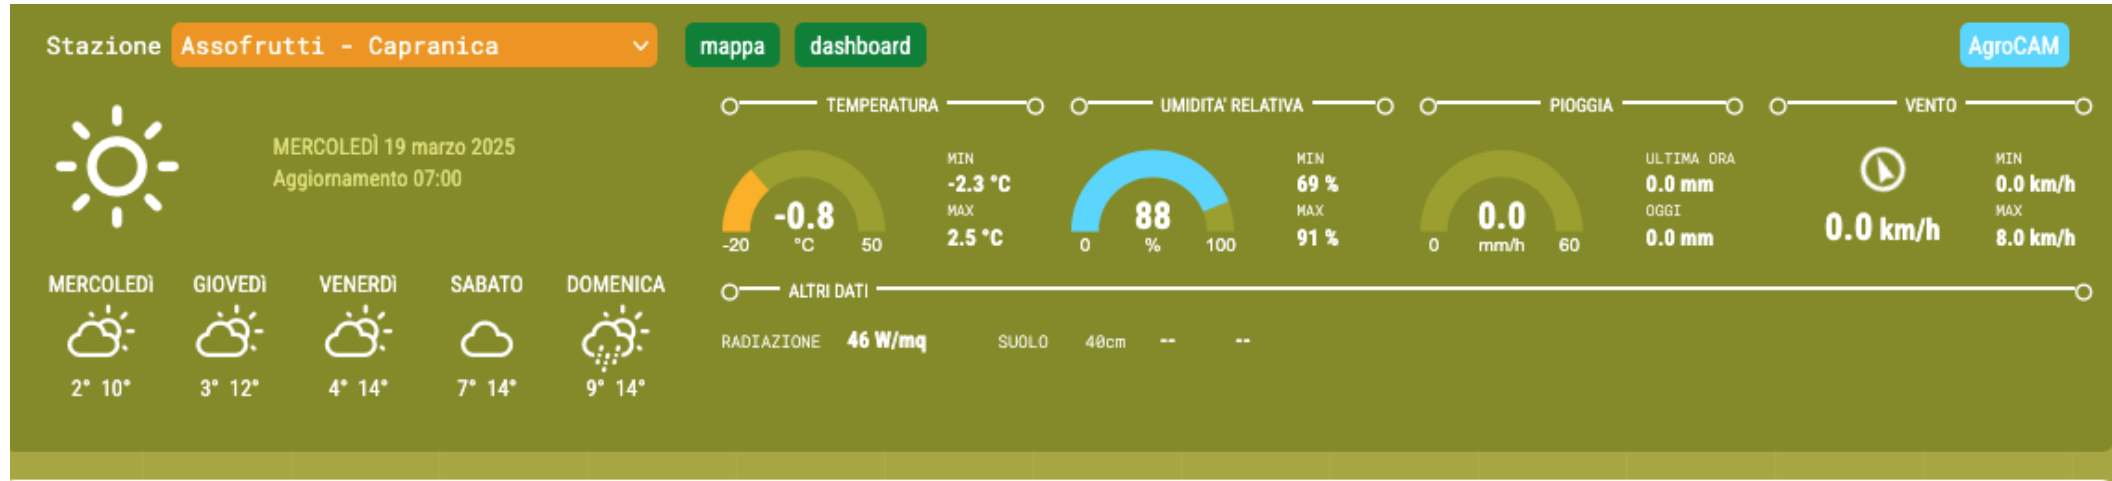 Stazione Assofrutti - Capranica mappa dashboard AgroCAM
MERCOLEDÌ 19 marzo 2025
Aggiornamento 07:00
MERCOLEDÌ GIOVEDÌ VENERDÌ SABATO DOMENICA
2° 10° 3° 12° 4° 14° 7° 14° 9° 14°
TEMPERATURA
-0.8
-20 °C 50
MIN
-2.3 °C
MAX
2.5 °C
UMIDITA' RELATIVA
88
0 % 100
MIN
69 %
MAX
91 %
PIOGGIA
0.0
0 mm/h 60
ULTIMA ORA
0.0 mm
OGGI
0.0 mm
VENTO
0.0 km/h
MIN
0.0 km/h
MAX
8.0 km/h
ALTRI DATI
RADIAZIONE 46 W/mq SUOLO 40cm -- --